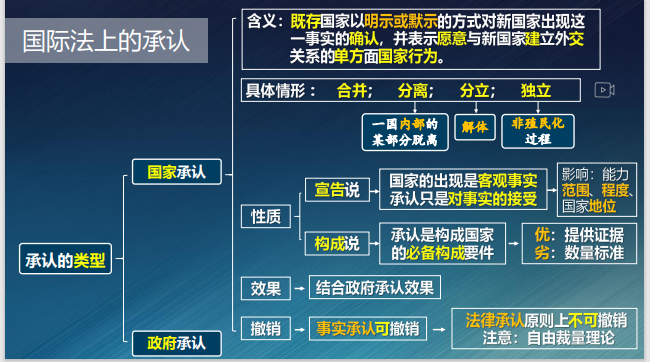 国际法上的承认
含义：既存国家以明示或默示的方式对新国家出现这
一事实的确认，并表示愿意与新国家建立外交
关系的单方面国家行为。
具体情形： 合并； 分离； 分立； 独立
一国内部的
某部分脱离
解体
非殖民化
过程
国家承认
宣告说
国家的出现是客观事实
承认只是对事实的接受
影响：能力
范围、程度、
国家地位
性质
构成说
承认是构成国家
的必备构成要件
优：提供证据
劣：数量标准
承认的类型
效果
结合政府承认效果
撤销
事实承认可撤销
法律承认原则上不可撤销
注意：自由裁量理论
政府承认